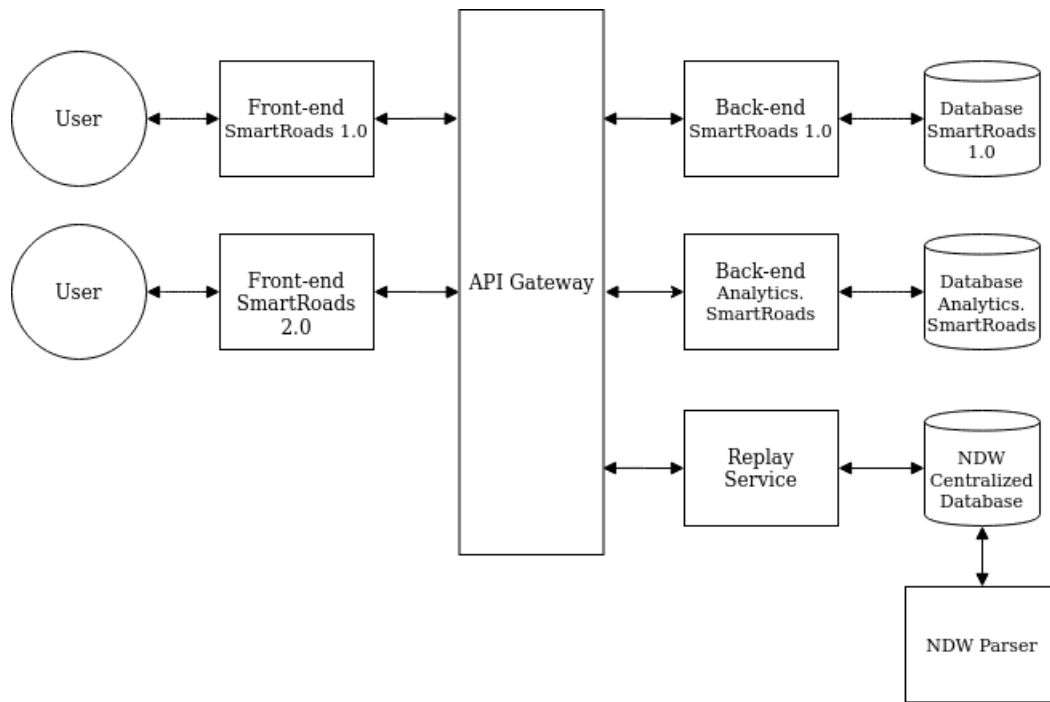 User
Front-end
SmartRoads 1.0
Back-end
SmartRoads 1.0
Database
SmartRoads
1.0
User
Front-end
SmartRoads
2.0
API Gateway
Back-end
Analytics.
SmartRoads
Database
Analytics.
SmartRoads
Replay
Service
NDW
Centralized
Database
NDW Parser